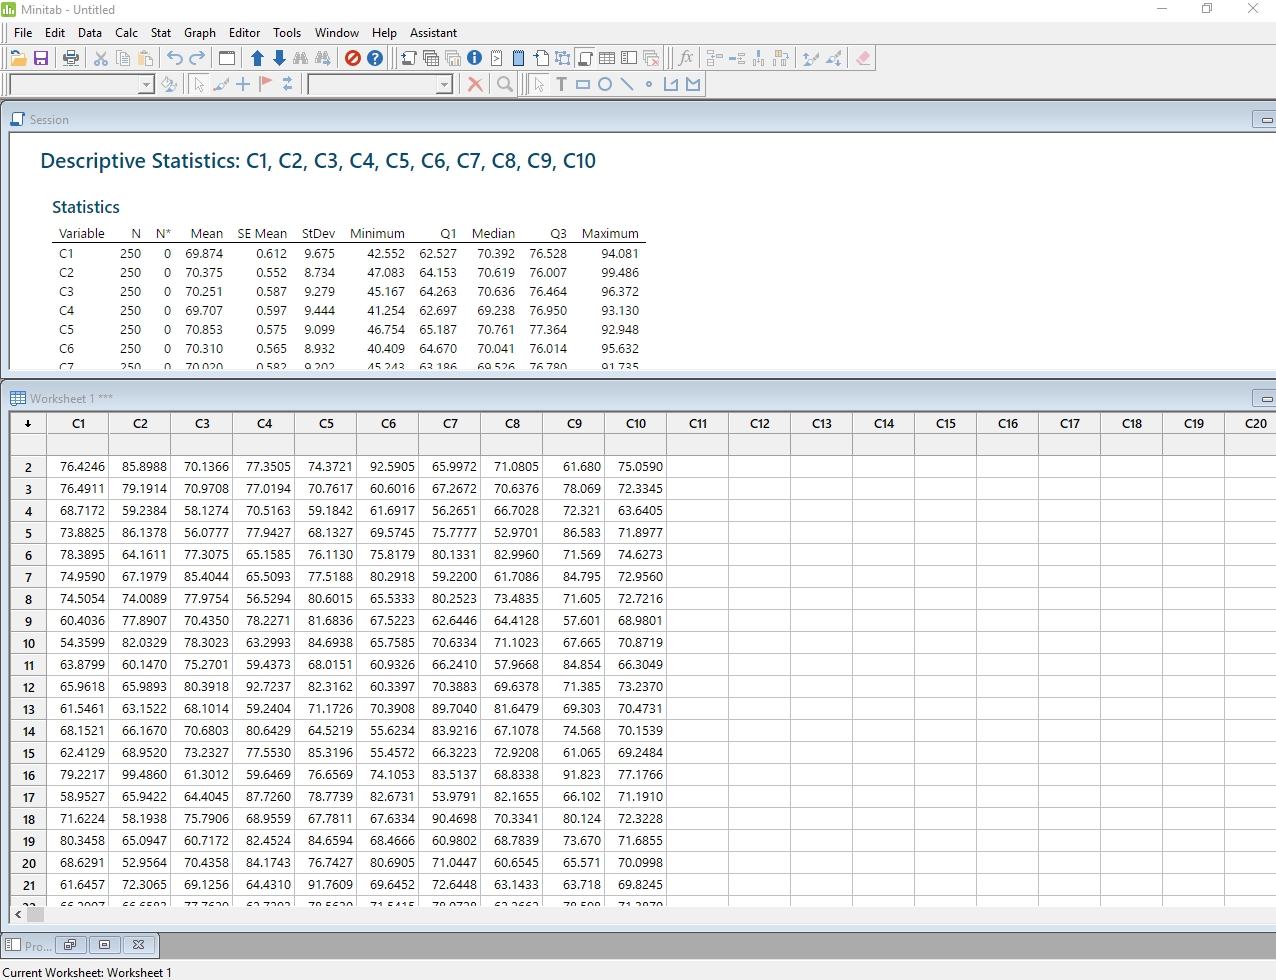 Minitab - Untitled
File Edit Data Calc Stat Graph Editor Tools Window Help Assistant
Session
Descriptive Statistics: C1, C2, C3, C4, C5, C6, C7, C8, C9, C10
Statistics
Variable N N* Mean SE Mean StDev Minimum Q1 Median Q3 Maximum
C1 250 0 69.874 0.612 9.675 42.552 62.527 70.392 76.528 94.081
C2 250 0 70.375 0.552 8.734 47.083 64.153 70.619 76.007 99.486
C3 250 0 70.251 0.587 9.279 45.167 64.263 70.636 76.464 96.372
C4 250 0 69.707 0.597 9.444 41.254 62.697 69.238 76.950 93.130
C5 250 0 70.853 0.575 9.099 46.754 65.187 70.761 77.364 92.948
C6 250 0 70.310 0.565 8.932 40.409 64.670 70.041 76.014 95.632
C7 250 0 70.020 0.582 9.202 45.243 63.186 69.526 76.780 91.735
Worksheet 1 ***
C1 C2 C3 C4 C5 C6 C7 C8 C9 C10 C11 C12 C13 C14 C15 C16 C17 C18 C19 C20
2 76.4246 85.8988 70.1366 77.3505 74.3721 92.5905 65.9972 71.0805 61.680 75.0590
3 76.4911 79.1914 70.9708 77.0194 70.7617 60.6016 67.2672 70.6376 78.069 72.3345
4 68.7172 59.2384 58.1274 70.5163 59.1842 61.6917 56.2651 66.7028 72.321 63.6405
5 73.8825 86.1378 56.0777 77.9427 68.1327 69.5745 75.7777 52.9701 86.583 71.8977
6 78.3895 64.1611 77.3075 65.1585 76.1130 75.8179 80.1331 82.9960 71.569 74.6273
7 74.9590 67.1979 85.4044 65.5093 77.5188 80.2918 59.2200 61.7086 84.795 72.9560
8 74.5054 74.0089 77.9754 56.5294 80.6015 65.5333 80.2523 73.4835 71.605 72.7216
9 60.4036 77.8907 70.4350 78.2271 81.6836 67.5223 62.6446 64.4128 57.601 68.9801
10 54.3599 82.0329 78.3023 63.2993 84.6938 65.7585 70.6334 71.1023 67.665 70.8719
11 63.8799 60.1470 75.2701 59.4373 68.0151 60.9326 66.2410 57.9668 84.854 66.3049
12 65.9618 65.9893 80.3918 92.7237 82.3162 60.3397 70.3883 69.6378 71.385 73.2370
13 61.5461 63.1522 68.1014 59.2404 71.1726 70.3908 89.7040 81.6479 69.303 70.4731
14 68.1521 66.1670 70.6803 80.6429 64.5219 55.6234 83.9216 67.1078 74.568 70.1539
15 62.4129 68.9520 73.2327 77.5530 85.3196 55.4572 66.3223 72.9208 61.065 69.2484
16 79.2217 99.4860 61.3012 59.6469 76.6569 74.1053 83.5137 68.8338 91.823 77.1766
17 58.9527 65.9422 64.4045 87.7260 78.7739 82.6731 53.9791 82.1655 66.102 71.1910
18 71.6224 58.1938 75.7906 68.9559 67.7811 67.6334 90.4698 70.3341 80.124 72.3228
19 80.3458 65.0947 60.7172 82.4524 84.6594 68.4666 60.9802 68.7839 73.670 71.6855
20 68.6291 52.9564 70.4358 84.1743 76.7427 80.6905 71.0447 60.6545 65.571 70.0998
21 61.6457 72.3065 69.1256 64.4310 91.7609 69.6452 72.6448 63.1433 63.718 69.8245
Pro...
Current Worksheet: Worksheet 1